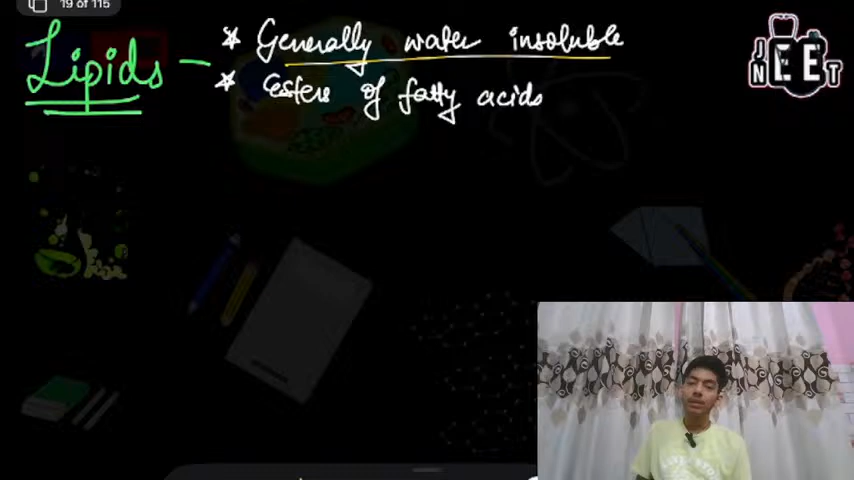 19 of 115
Lipids - * Generally water insoluble
* esters of fatty acids
J
NEET